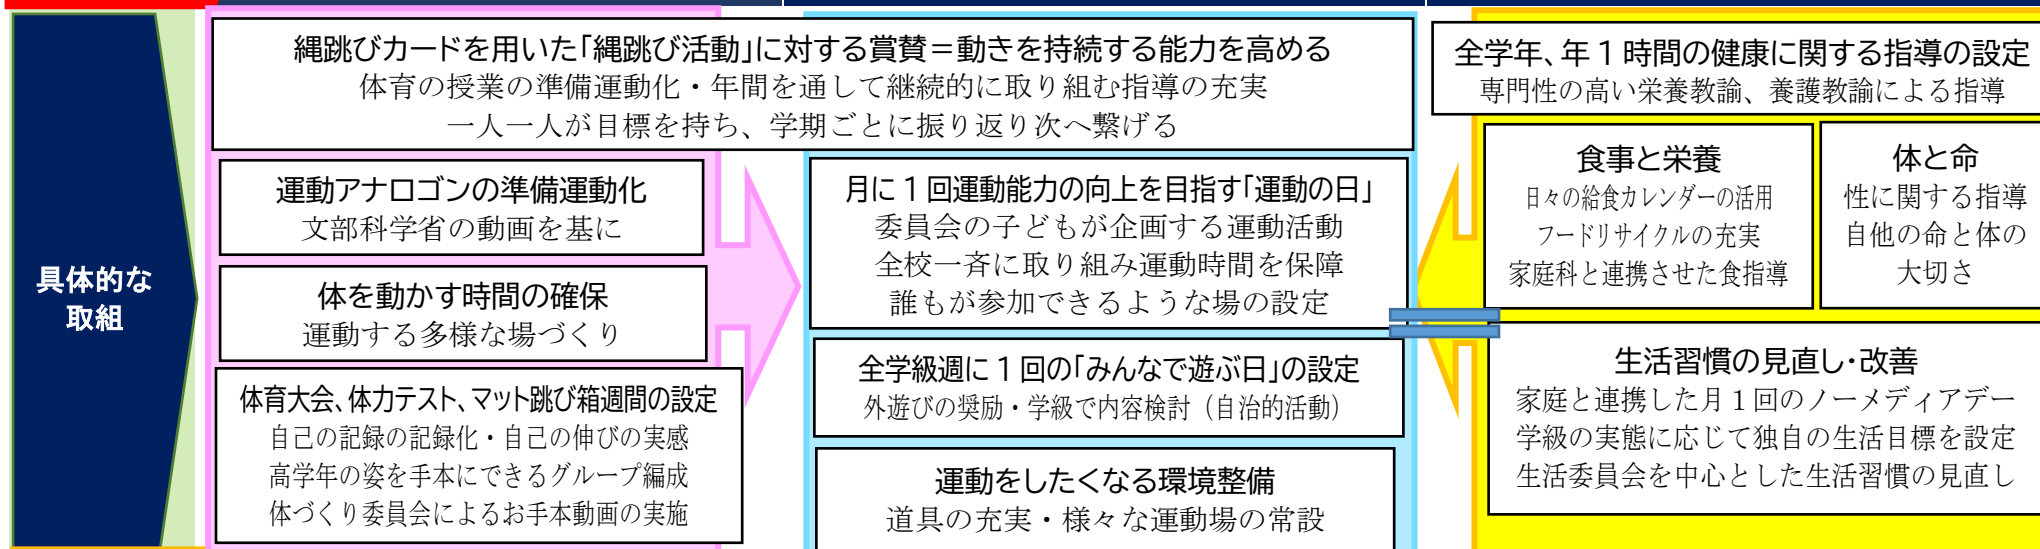 具体的な
取組
縄跳びカードを用いた「縄跳び活動」に対する賞賛=動きを持続する能力を高める
体育の授業の準備運動化・年間を通して継続的に取り組む指導の充実
一人一人が目標を持ち、学期ごとに振り返り次へ繋げる
運動アナロゴンの準備運動化
文部科学省の動画を基に
体を動かす時間の確保
運動する多様な場づくり
体育大会、体力テスト、マット跳び箱週間の設定
自己の記録の記録化・自己の伸びの実感
高学年の姿を手本にできるグループ編成
体づくり委員会によるお手本動画の実施
月に1回運動能力の向上を目指す「運動の日」
委員会の子どもが企画する運動活動
全校一斉に取り組み運動時間を保障
誰もが参加できるような場の設定
全学級週に1回の「みんなで遊ぶ日」の設定
外遊びの奨励・学級で内容検討(自治的活動)
運動をしたくなる環境整備
道具の充実・様々な運動場の常設
全学年、年1時間の健康に関する指導の設定
専門性の高い栄養教諭、養護教諭による指導
食事と栄養
日々の給食カレンダーの活用
フードリサイクルの充実
家庭科と連携させた食指導
体と命
性に関する指導
自他の命と体の
大切さ
生活習慣の見直し・改善
家庭と連携した月1回のノーメディアデー
学級の実態に応じて独自の生活目標を設定
生活委員会を中心とした生活習慣の見直し